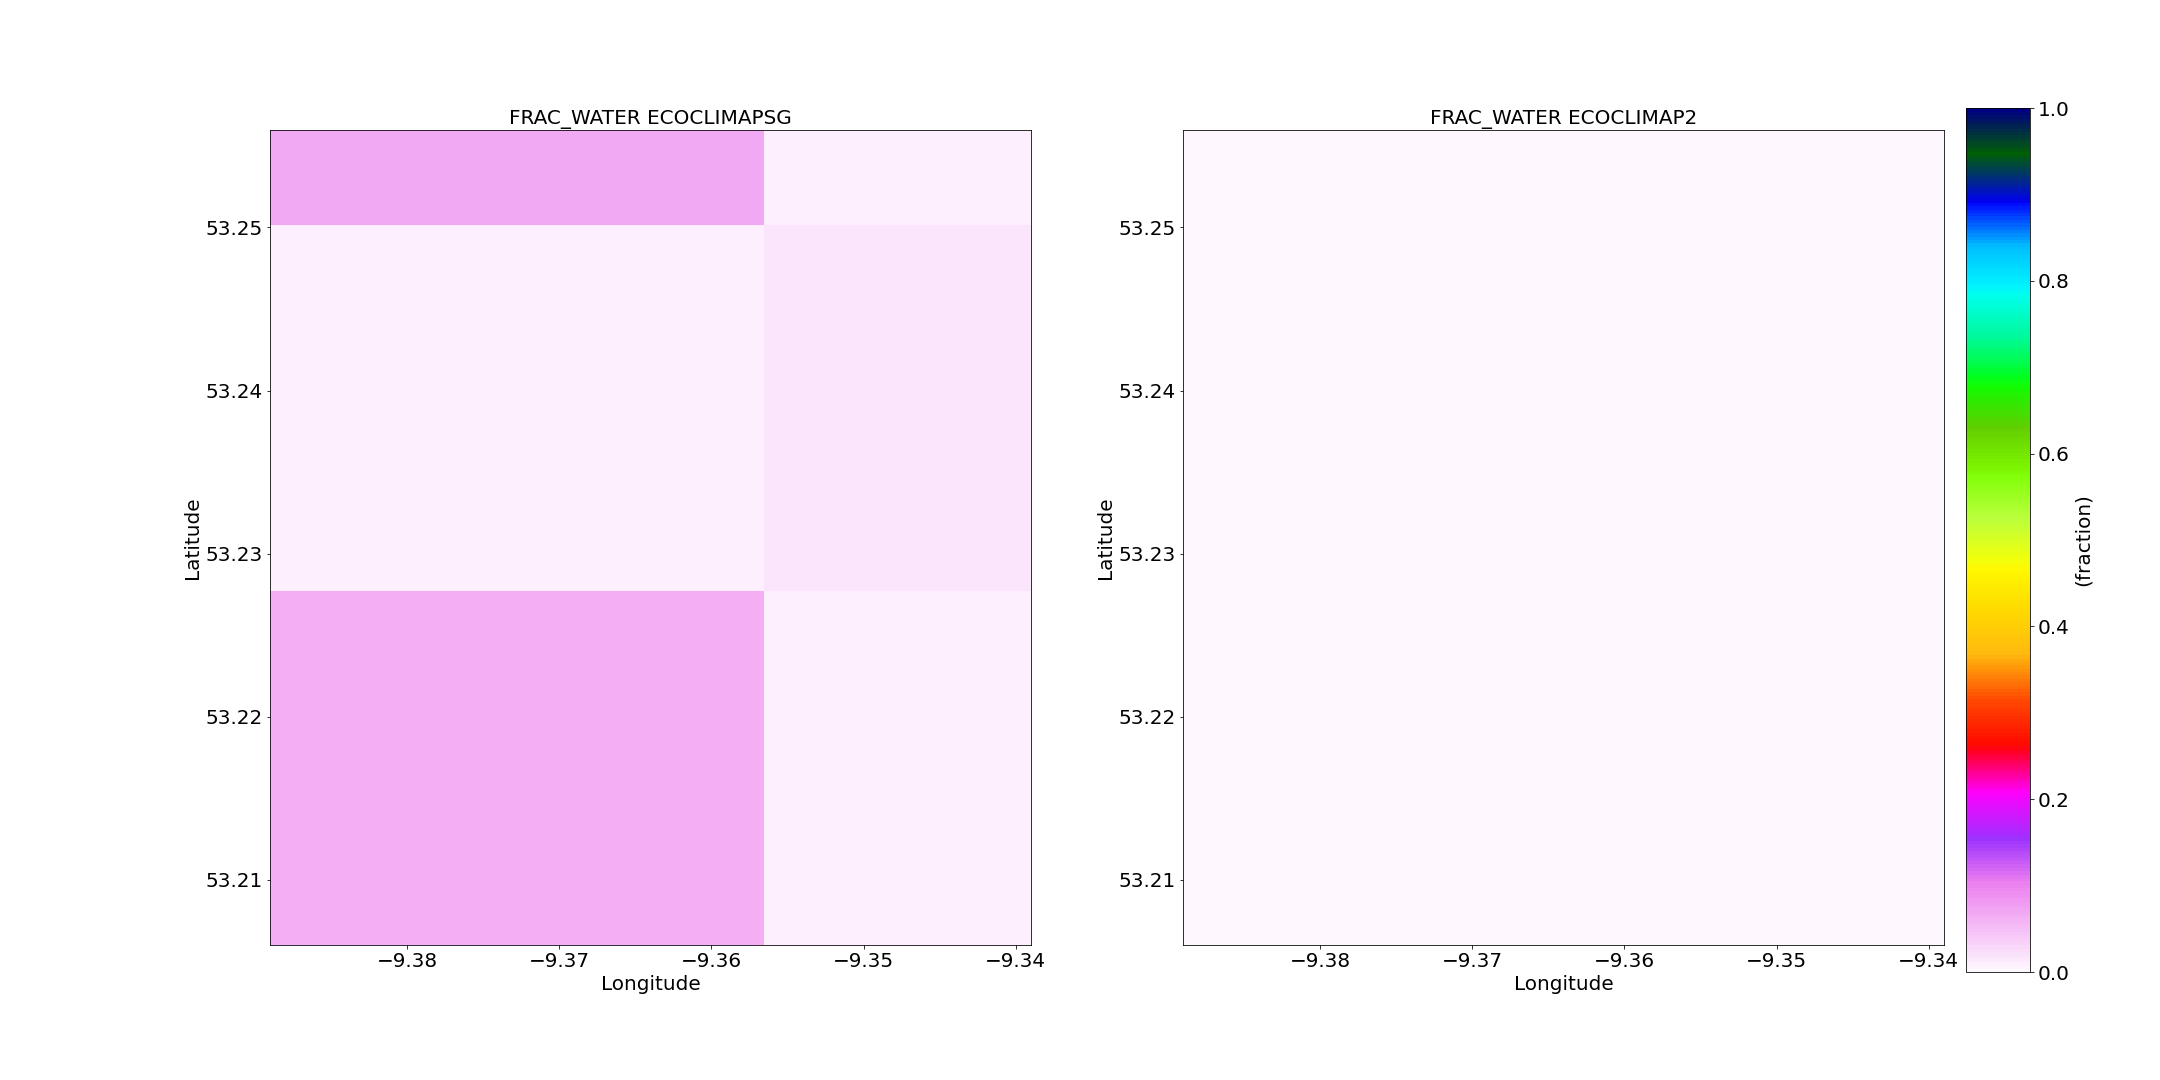 FRAC_WATER ECOCLIMAPSG
53.25
53.24
53.23
53.22
53.21
Latitude
−9.38 −9.37 −9.36 −9.35 −9.34
Longitude
FRAC_WATER ECOCLIMAP2
53.25
53.24
53.23
53.22
53.21
Latitude
−9.38 −9.37 −9.36 −9.35 −9.34
Longitude
1.0
0.8
0.6
0.4
0.2
0.0
(fraction)